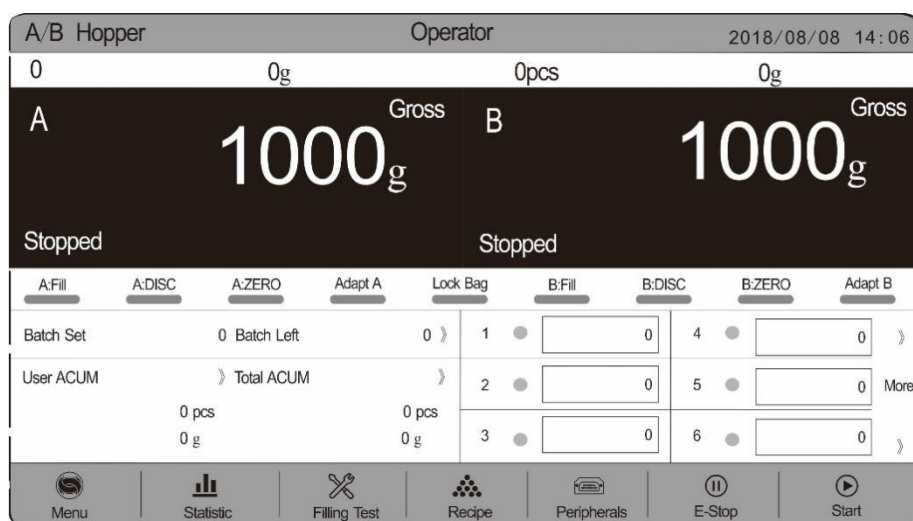 A/B Hopper Operator 2018/08/08 14:06
0 0g 0pcs 0g
A Gross B Gross
1000g 1000g
Stopped Stopped
A:Fill A:DISC A:ZERO Adapt A Lock Bag B:Fill B:DISC B:ZERO Adapt B
Batch Set 0 Batch Left 0 》 1 0 4 0 》
User ACUM 》 Total ACUM 》 2 0 5 0 More
0 pcs 0 pcs
0 g 0 g 3 0 6 0 》
Menu Statistic Filling Test Recipe Peripherals E-Stop Start